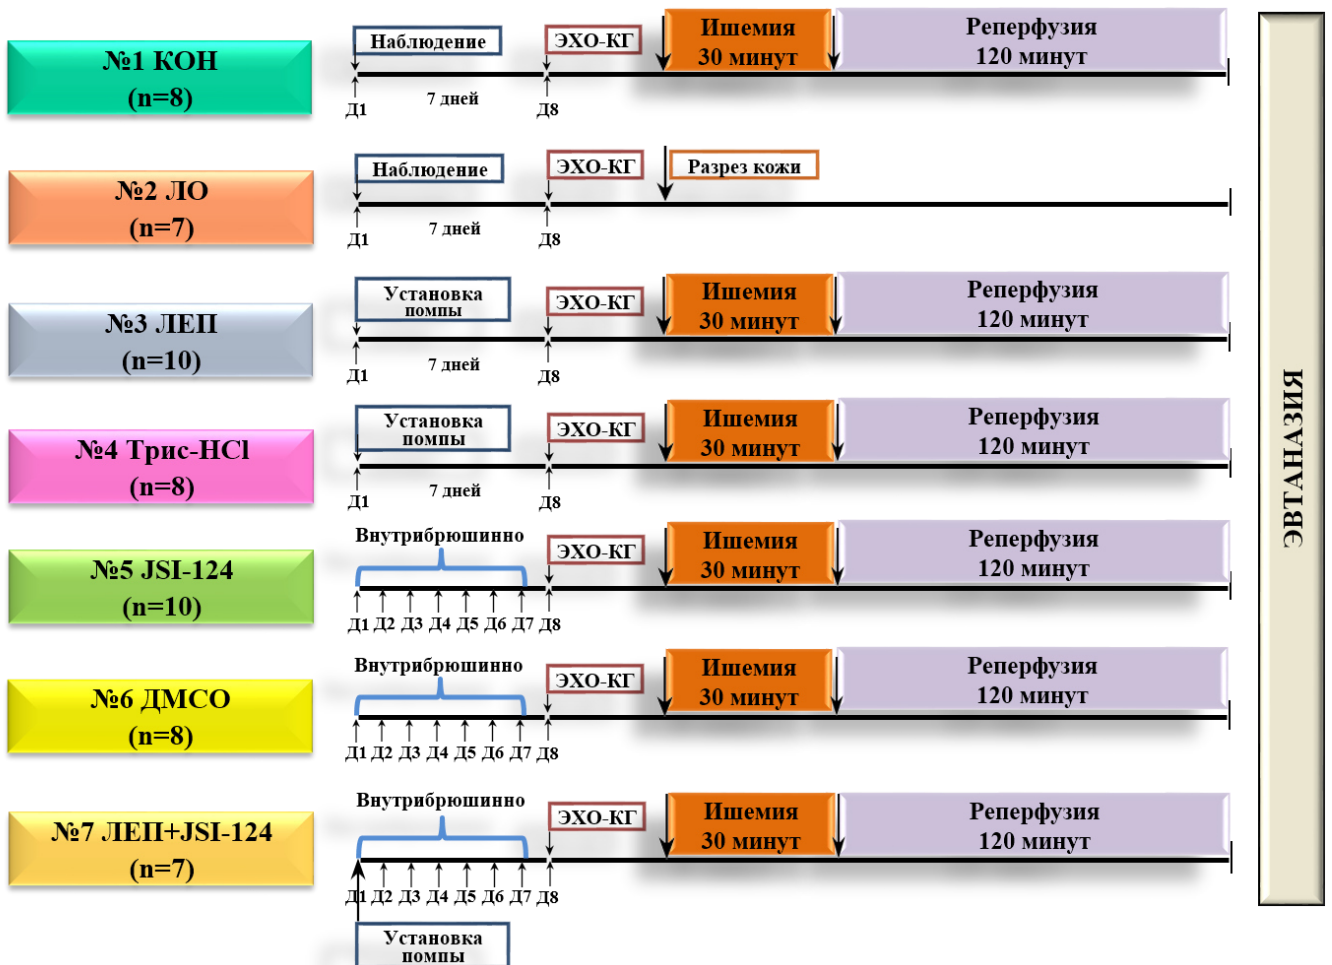 №1 КОН
(n=8)
Наблюдение
ЭХО-КГ
Ишемия
30 минут
Реперфузия
120 минут
Д1
7 дней
Д8
№2 ЛО
(n=7)
Наблюдение
ЭХО-КГ
Разрез кожи
Д1
7 дней
Д8
№3 ЛЕП
(n=10)
Установка
помпы
ЭХО-КГ
Ишемия
30 минут
Реперфузия
120 минут
Д1
7 дней
Д8
№4 Трис-HCl
(n=8)
Установка
помпы
ЭХО-КГ
Ишемия
30 минут
Реперфузия
120 минут
Д1
7 дней
Д8
№5 JSI-124
(n=10)
Внутрибрюшинно
ЭХО-КГ
Ишемия
30 минут
Реперфузия
120 минут
Д1 Д2 Д3 Д4 Д5 Д6 Д7 Д8
№6 ДМСО
(n=8)
Внутрибрюшинно
ЭХО-КГ
Ишемия
30 минут
Реперфузия
120 минут
Д1 Д2 Д3 Д4 Д5 Д6 Д7 Д8
№7 ЛЕП+JSI-124
(n=7)
Внутрибрюшинно
ЭХО-КГ
Ишемия
30 минут
Реперфузия
120 минут
Д1 Д2 Д3 Д4 Д5 Д6 Д7 Д8
Установка
помпы
ЭВТАНАЗИЯ